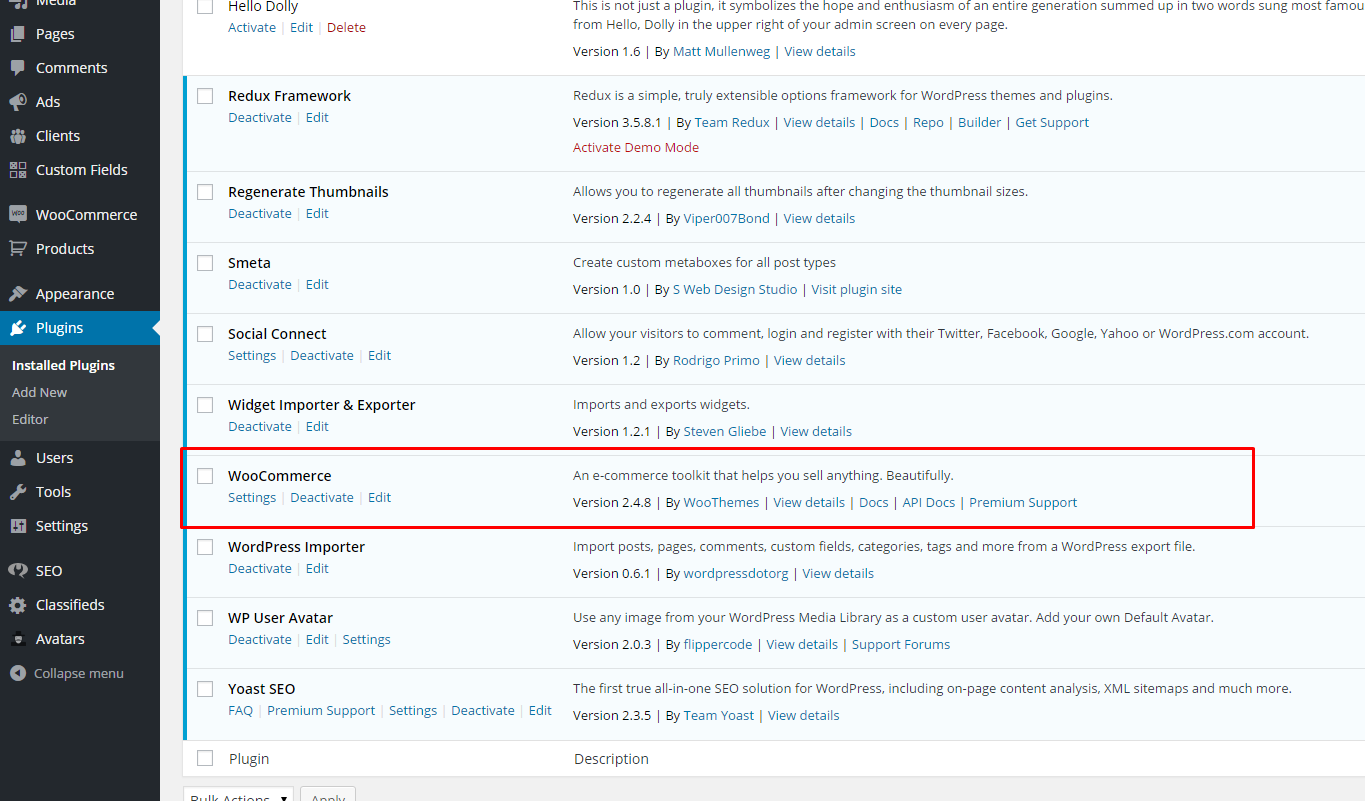 Media
Pages
Comments
Ads
Clients
Custom Fields
WooCommerce
Products
Appearance
Plugins
Installed Plugins
Add New
Editor
Users
Tools
Settings
SEO
Classifieds
Avatars
Collapse menu
Hello Dolly
Activate | Edit | Delete
This is not just a plugin, it symbolizes the hope and enthusiasm of an entire generation summed up in two words sung most famou
from Hello, Dolly in the upper right of your admin screen on every page.
Version 1.6 | By Matt Mullenweg | View details
Redux Framework
Deactivate | Edit
Redux is a simple, truly extensible options framework for WordPress themes and plugins.
Version 3.5.8.1 | By Team Redux | View details | Docs | Repo | Builder | Get Support
Activate Demo Mode
Regenerate Thumbnails
Deactivate | Edit
Allows you to regenerate all thumbnails after changing the thumbnail sizes.
Version 2.2.4 | By Viper007Bond | View details
Smeta
Deactivate | Edit
Create custom metaboxes for all post types
Version 1.0 | By S Web Design Studio | Visit plugin site
Social Connect
Settings | Deactivate | Edit
Allow your visitors to comment, login and register with their Twitter, Facebook, Google, Yahoo or WordPress.com account.
Version 1.2 | By Rodrigo Primo | View details
Widget Importer & Exporter
Deactivate | Edit
Imports and exports widgets.
Version 1.2.1 | By Steven Gliebe | View details
WooCommerce
Settings | Deactivate | Edit
An e-commerce toolkit that helps you sell anything. Beautifully.
Version 2.4.8 | By WooThemes | View details | Docs | API Docs | Premium Support
WordPress Importer
Deactivate | Edit
Import posts, pages, comments, custom fields, categories, tags and more from a WordPress export file.
Version 0.6.1 | By wordpressdotorg | View details
WP User Avatar
Deactivate | Edit | Settings
Use any image from your WordPress Media Library as a custom user avatar. Add your own Default Avatar.
Version 2.0.3 | By flippercode | View details | Support Forums
Yoast SEO
FAQ | Premium Support | Settings | Deactivate | Edit
The first true all-in-one SEO solution for WordPress, including on-page content analysis, XML sitemaps and much more.
Version 2.3.5 | By Team Yoast | View details
Plugin
Description
Bulk Actions
Apply